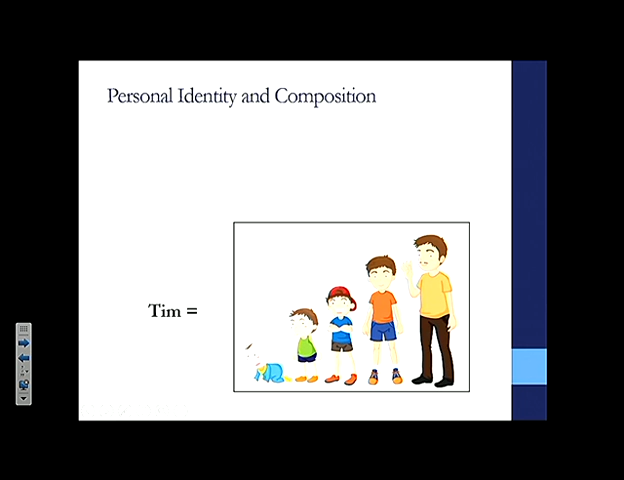 Personal Identity and Composition
Tim =